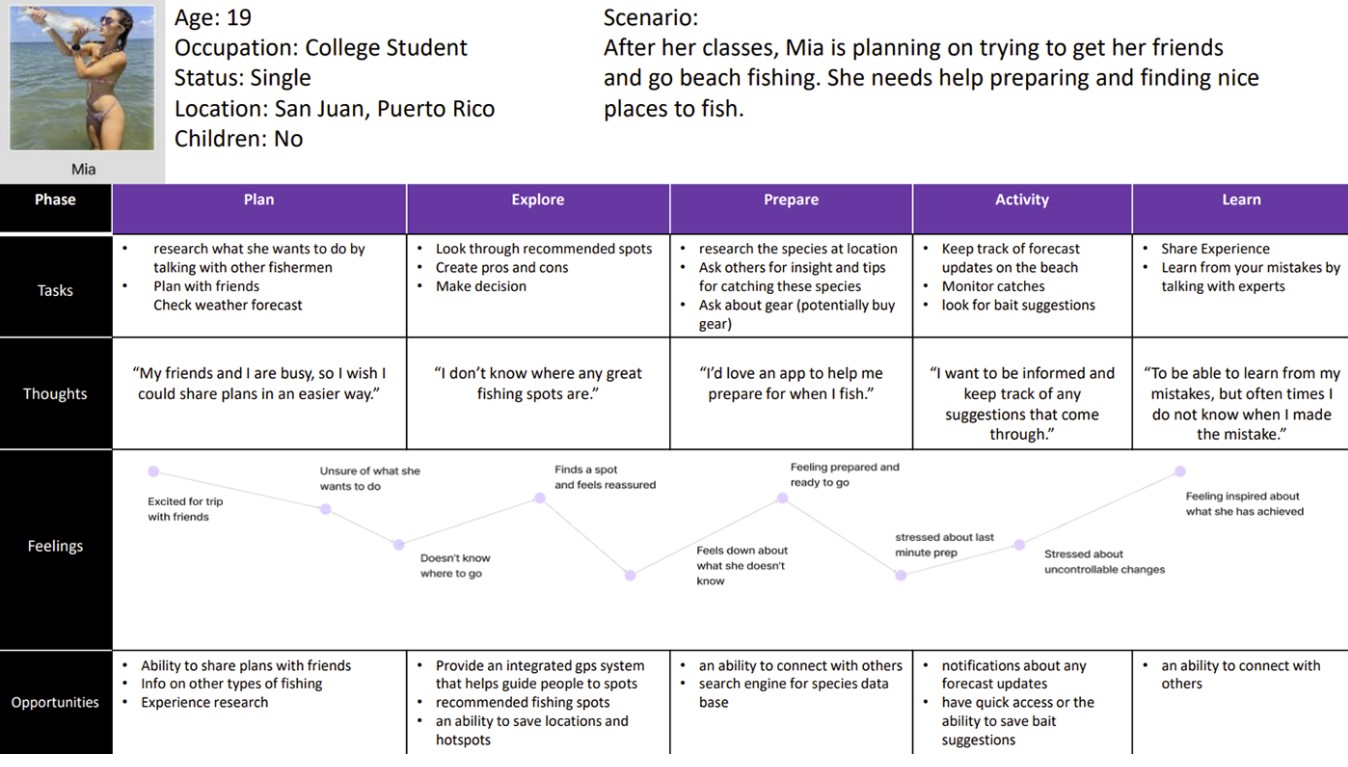 Age: 19
Occupation: College Student
Status: Single
Location: San Juan, Puerto Rico
Children: No
Mia
Scenario:
After her classes, Mia is planning on trying to get her friends
and go beach fishing. She needs help preparing and finding nice
places to fish.
Phase
Plan
Explore
Prepare
Activity
Learn
Tasks
• research what she wants to do by
talking with other fishermen
• Plan with friends
Check weather forecast
• Look through recommended spots
• Create pros and cons
• Make decision
• research the species at location
• Ask others for insight and tips
for catching these species
• Ask about gear (potentially buy
gear)
• Keep track of forecast
updates on the beach
• Monitor catches
• look for bait suggestions
• Share Experience
• Learn from your mistakes by
talking with experts
Thoughts
“My friends and I are busy, so I wish I
could share plans in an easier way.”
“I don’t know where any great
fishing spots are.”
“I’d love an app to help me
prepare for when I fish.”
“I want to be informed and
keep track of any
suggestions that come
through.”
“To be able to learn from my
mistakes, but often times I
do not know when I made
the mistake.”
Feelings
Excited for trip
with friends
Unsure of what she
wants to do
Doesn't know
where to go
Finds a spot
and feels reassured
Feels down about
what she doesn't
know
Feeling prepared and
ready to go
stressed about last
minute prep
Stressed about
uncontrollable changes
Feeling inspired about
what she has achieved
Opportunities
• Ability to share plans with friends
• Info on other types of fishing
• Experience research
• Provide an integrated gps system
that helps guide people to spots
• recommended fishing spots
• an ability to save locations and
hotspots
• an ability to connect with others
• search engine for species data
base
• notifications about any
forecast updates
• have quick access or the
ability to save bait
suggestions
• an ability to connect with
others